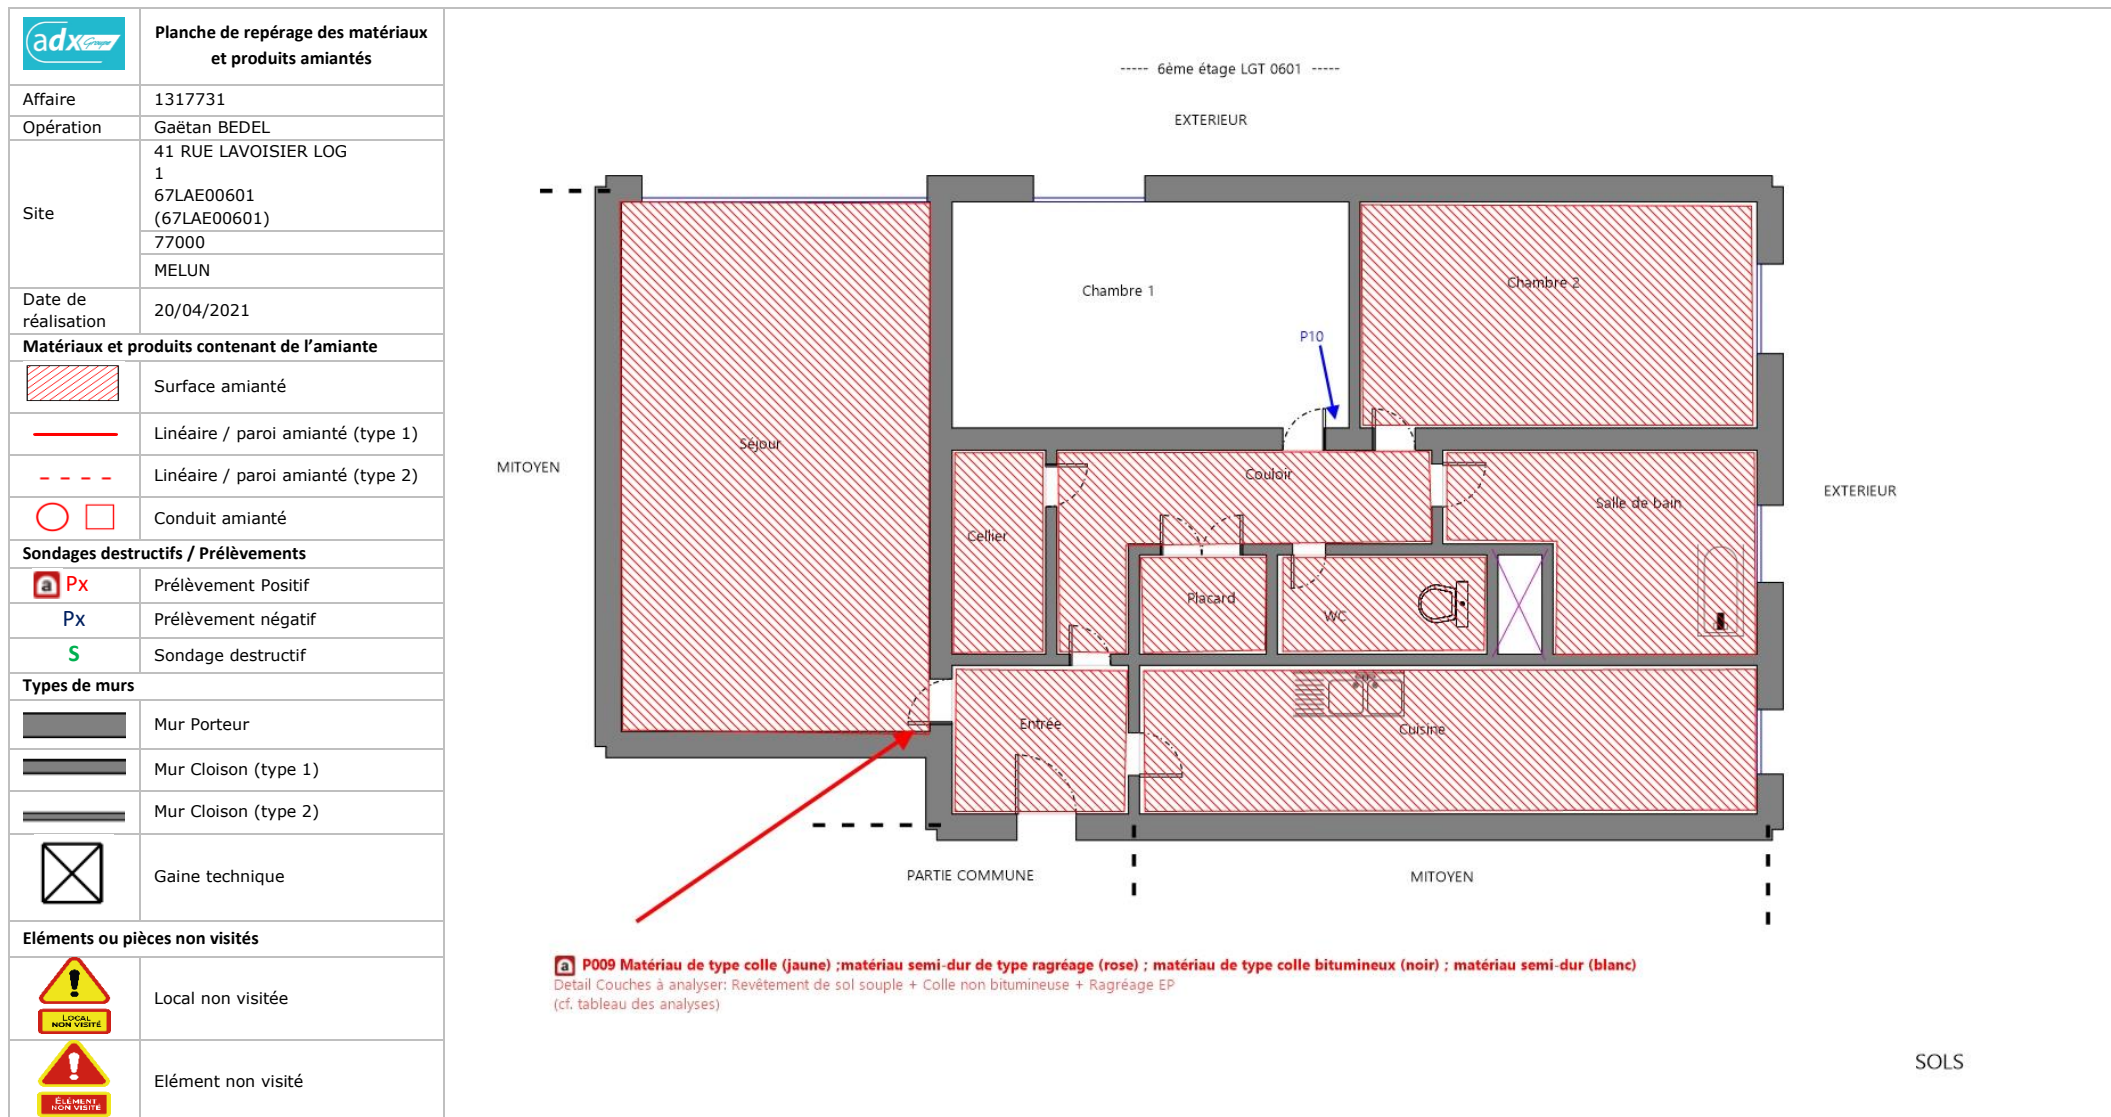 adx Groupe
Planche de repérage des matériaux
et produits amiantés
Affaire 1317731
Opération Gaëtan BEDEL
Site
41 RUE LAVOISIER LOG
1
67LAE00601
(67LAE00601)
77000
MELUN
Date de
réalisation
20/04/2021
Matériaux et produits contenant de l’amiante
Surface amianté
Linéaire / paroi amianté (type 1)
Linéaire / paroi amianté (type 2)
Conduit amianté
Sondages destructifs / Prélèvements
a Px Prélèvement Positif
Px Prélèvement négatif
S Sondage destructif
Types de murs
Mur Porteur
Mur Cloison (type 1)
Mur Cloison (type 2)
Gaine technique
Eléments ou pièces non visités
LOCAL
NON VISITÉ
Local non visitée
ÉLÉMENT
NON VISITÉ
Elément non visité
----- 6ème étage LGT 0601 -----
EXTERIEUR
Chambre 1
Chambre 2
P10
Séjour
MITOYEN
Couloir
EXTERIEUR
Salle de bain
Cellier
Placard
WC
Entrée
Cuisine
PARTIE COMMUNE
MITOYEN
a P009 Matériau de type colle (jaune) ;matériau semi-dur de type ragréage (rose) ; matériau de type colle bitumineux (noir) ; matériau semi-dur (blanc)
Detail Couches à analyser: Revêtement de sol souple + Colle non bitumineuse + Ragréage EP
(cf. tableau des analyses)
SOLS